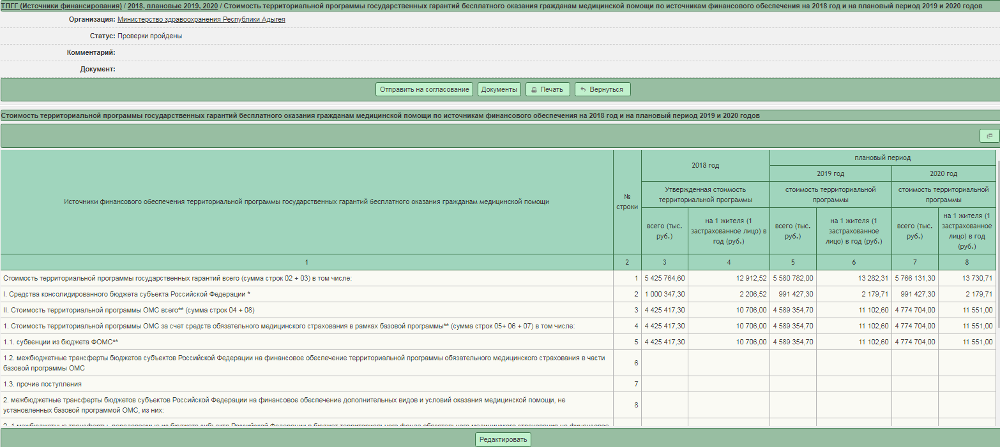 ТПГГ (Источники финансирования) / 2018, плановые 2019, 2020 / Стоимость территориальной программы государственных гарантий бесплатного оказания гражданам медицинской помощи по источникам финансового обеспечения на 2018 год и на плановый период 2019 и 2020 годов
Организация: Министерство здравоохранения Республики Адыгея
Статус: Проверки пройдены
Комментарий:
Документ:
Отправить на согласование Документы Печать Вернуться
Стоимость территориальной программы государственных гарантий бесплатного оказания гражданам медицинской помощи по источникам финансового обеспечения на 2018 год и на плановый период 2019 и 2020 годов
Источники финансового обеспечения территориальной программы государственных гарантий бесплатного оказания гражданам медицинской помощи
№
строки
2018 год
плановый период
2019 год
2020 год
Утвержденная стоимость
территориальной программы
стоимость территориальной
программы
стоимость территориальной
программы
всего (тыс.
руб.)
на 1 жителя (1
застрахованное лицо) в
год (руб.)
всего (тыс.
руб.)
на 1 жителя (1
застрахованное
лицо) в год (руб.)
всего (тыс.
руб.)
на 1 жителя (1
застрахованное
лицо) в год
(руб.)
1 2 3 4 5 6 7 8
Стоимость территориальной программы государственных гарантий всего (сумма строк 02 + 03) в том числе: 1 5 425 764,60 12 912,52 5 580 782,00 13 282,31 5 766 131,30 13 730,71
I. Средства консолидированного бюджета субъекта Российской Федерации * 2 1 000 347,30 2 206,52 991 427,30 2 179,71 991 427,30 2 179,71
II. Стоимость территориальной программы ОМС всего** (сумма строк 04 + 08) 3 4 425 417,30 10 706,00 4 589 354,70 11 102,60 4 774 704,00 11 551,00
1. Стоимость территориальной программы ОМС за счет средств обязательного медицинского страхования в рамках базовой программы** (сумма строк 05+ 06 + 07) в том числе: 4 4 425 417,30 10 706,00 4 589 354,70 11 102,60 4 774 704,00 11 551,00
1.1. субвенции из бюджета ФОМС** 5 4 425 417,30 10 706,00 4 589 354,70 11 102,60 4 774 704,00 11 551,00
1.2. межбюджетные трансферты бюджетов субъектов Российской Федерации на финансовое обеспечение территориальной программы обязательного медицинского страхования в части
базовой программы ОМС 6
1.3. прочие поступления 7
2. межбюджетные трансферты бюджетов субъектов Российской Федерации на финансовое обеспечение дополнительных видов и условий оказания медицинской помощи, не
установленных базовой программой ОМС, из них: 8
2. 1 межбюджетные трансферты, передаваемые из бюджета субъекта Российской Федерации в бюджет территориального фонда обязательного медицинского страхования на финансовое
Редактировать